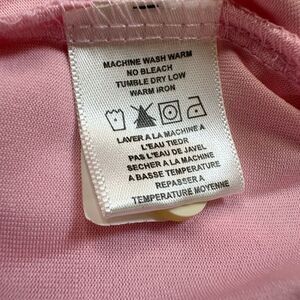 MACHINE WASH WARM
NO BLEACH
TUMBLE DRY LOW
WARM IRON
LAVER A LA MACHINE A
L'EAU TIEDR
PAS L'EAU DE JAVEL
SECHER A LA MACHINE
A BASSE TEMPERATURE
REPASSER A
TEMPERATURE MOYENNE